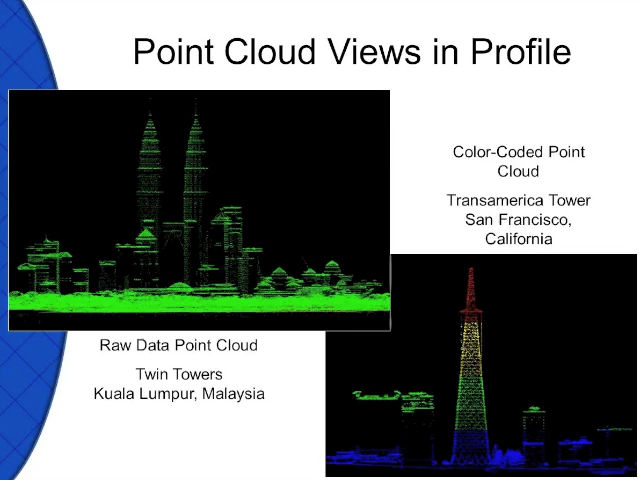 Point Cloud Views in Profile
Color-Coded Point
Cloud
Transamerica Tower
San Francisco,
California
Raw Data Point Cloud
Twin Towers
Kuala Lumpur, Malaysia